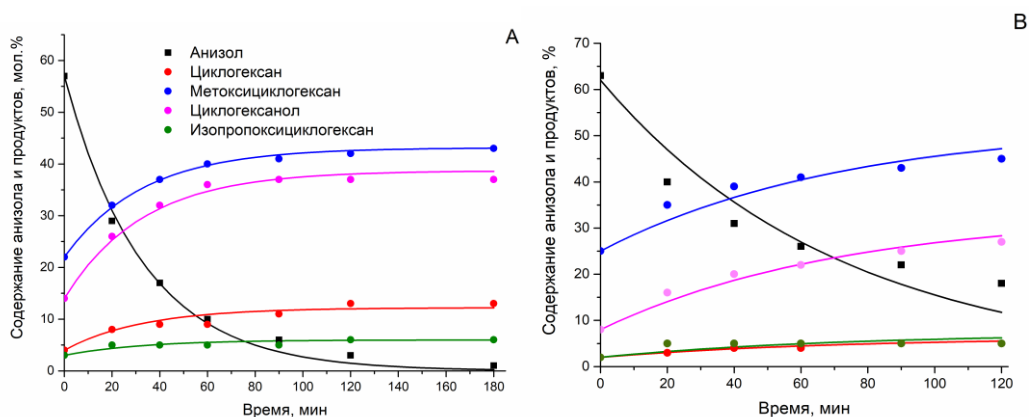 A
Содержание анизола и продуктов, мол.%
60
50
40
30
20
10
0
Анизол
Циклогексан
Метоксициклогексан
Циклогексанол
Изопропоксициклогексан
0 20 40 60 80 100 120 140 160 180
Время, мин
B
Содержание анизола и продуктов, %
70
60
50
40
30
20
10
0
0 20 40 60 80 100 120
Время, мин